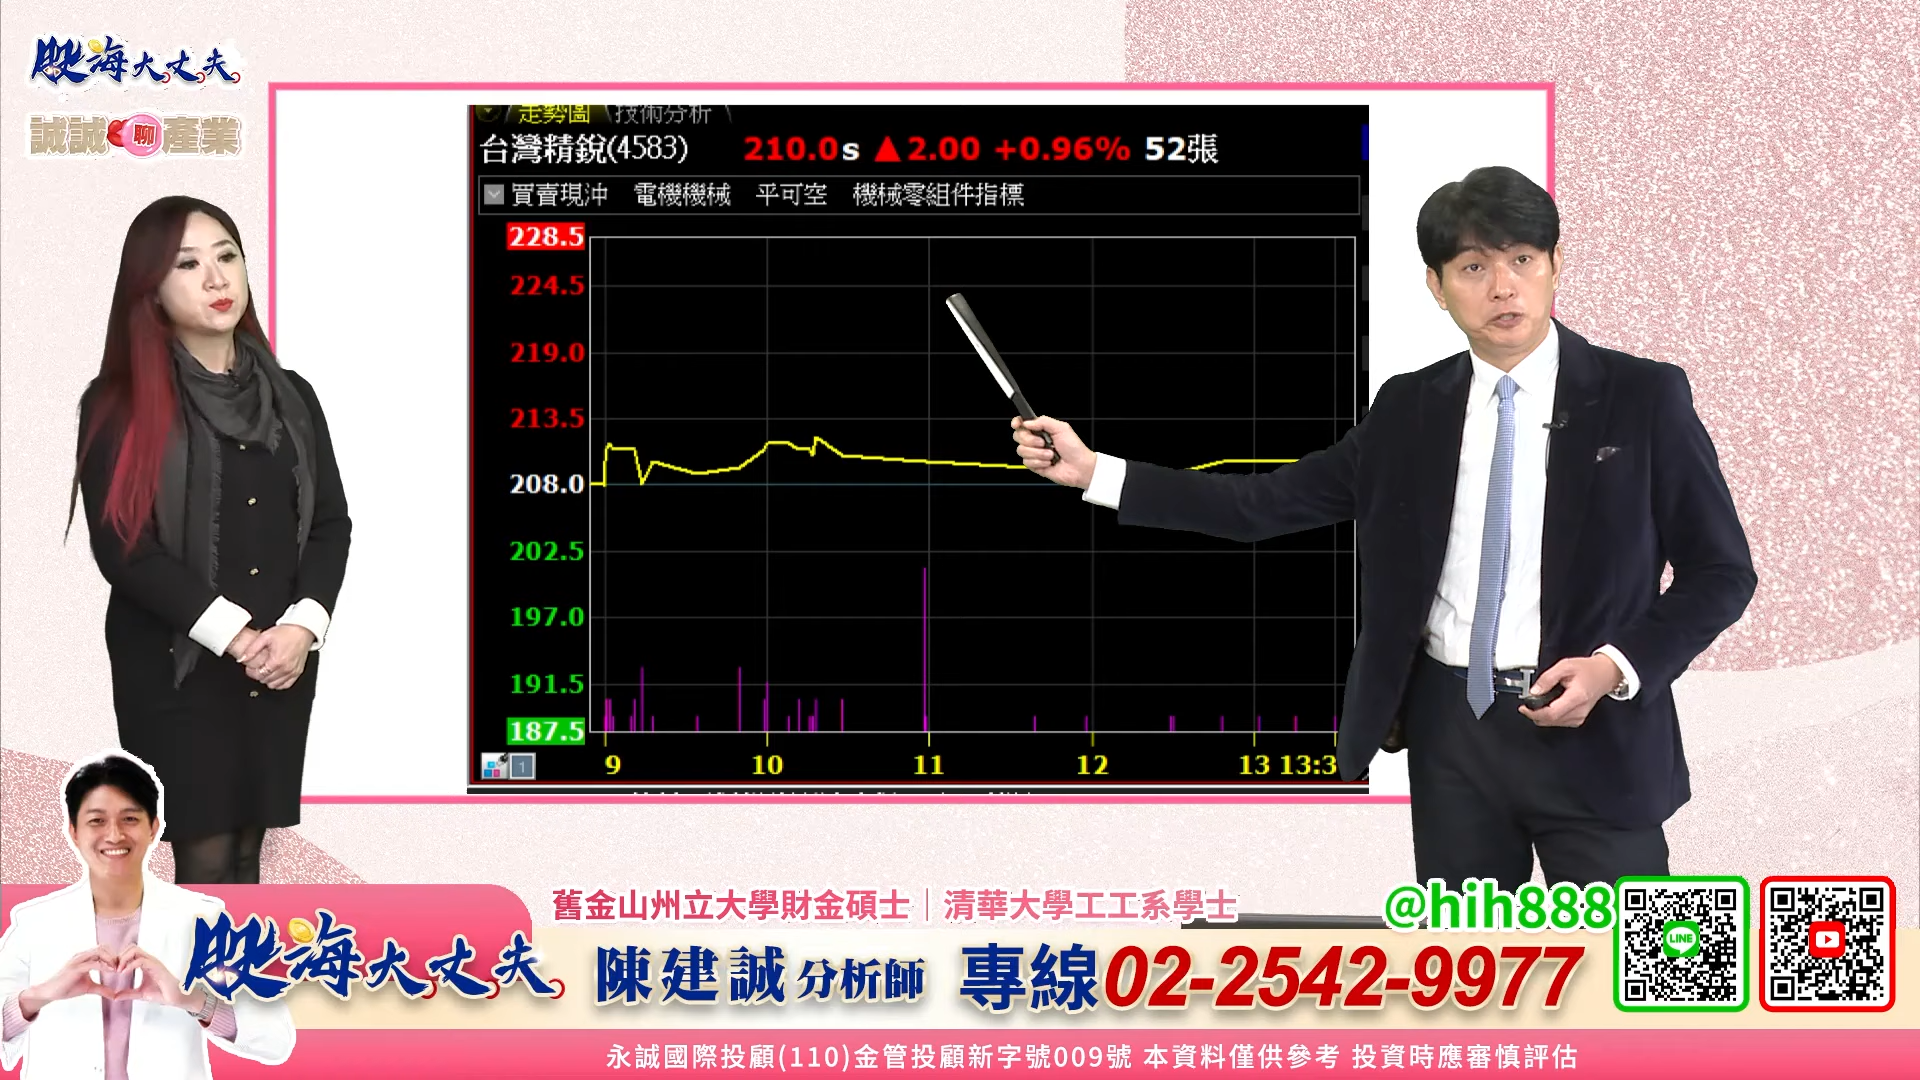 股海大丈夫
誠誠聊產業
走勢圖 技術分析
台灣精銳(4583) 210.0s ▲2.00 +0.96% 52張
買賣現沖 電機機械 平可空 機械零組件指標
228.5
224.5
219.0
213.5
208.0
202.5
197.0
191.5
187.5
1
9 10 11 12 13 13:3
舊金山州立大學財金碩士｜清華大學工工系學士
@hih888
股海大丈夫
陳建誠分析師 專線02-2542-9977
LINE
永誠國際投顧(110)金管投顧新字號009號 本資料僅供參考 投資時應審慎評估